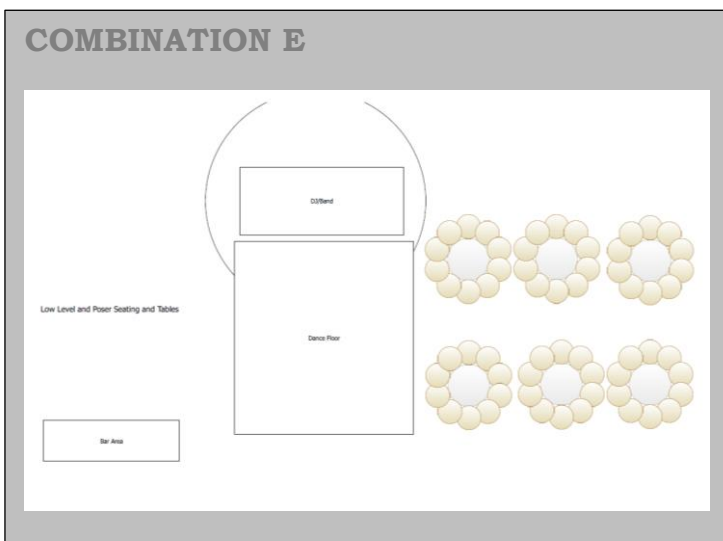 COMBINATION E
DJ/Band
Low Level and Poser Seating and Tables
Dance Floor
Bar Area